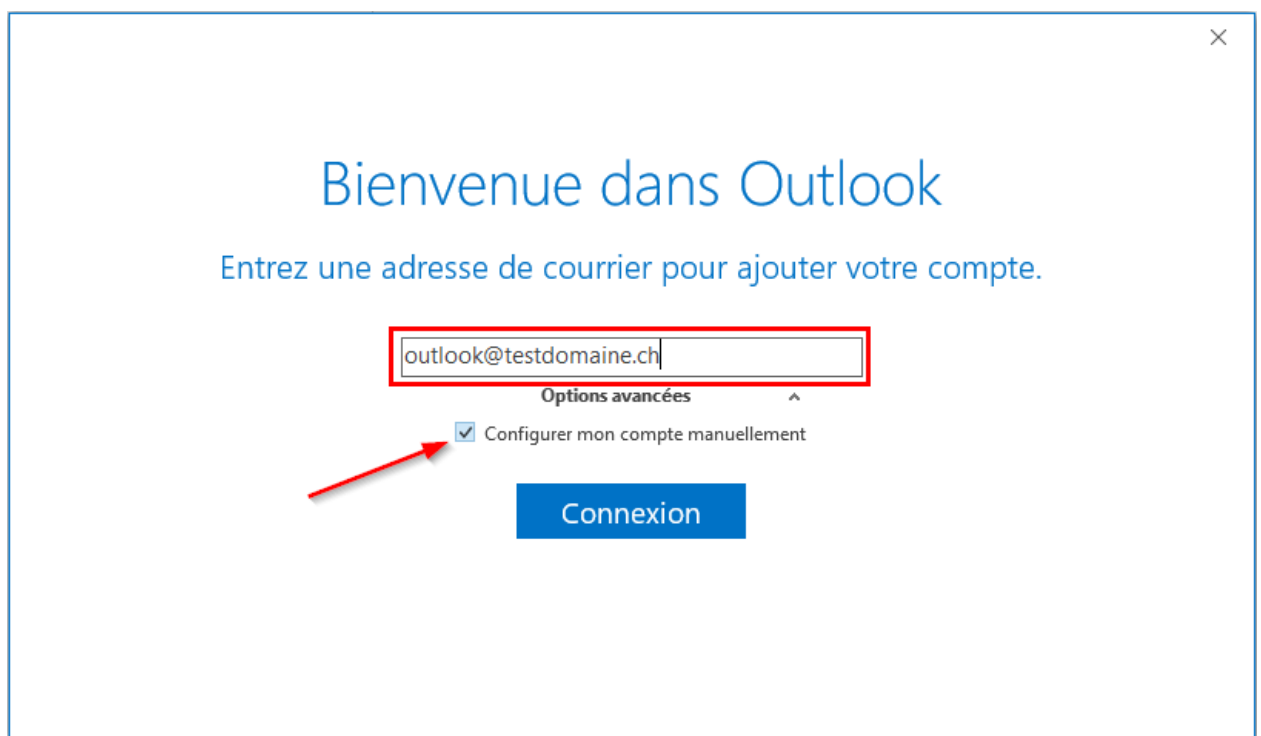 Bienvenue dans Outlook
Entrez une adresse de courrier pour ajouter votre compte.
outlook@testdomaine.ch
Options avancées
Configurer mon compte manuellement
Connexion